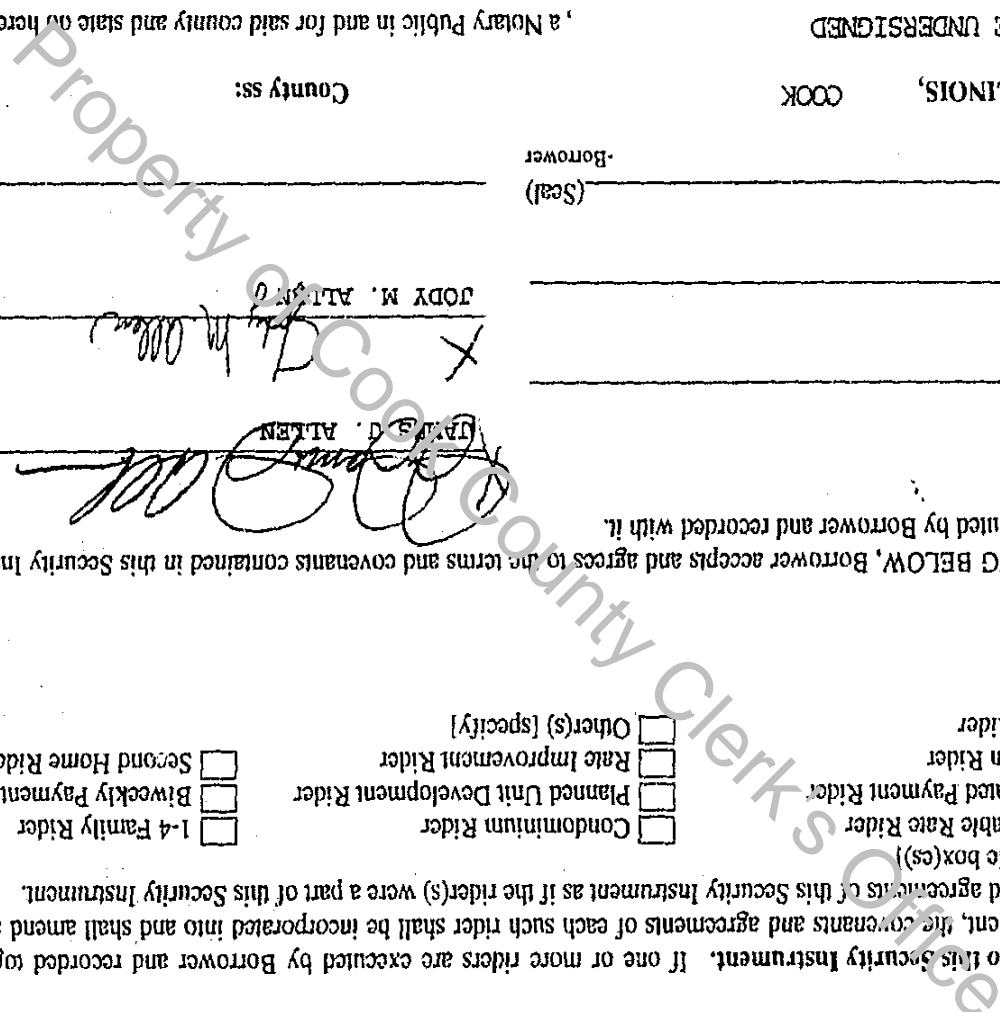 o this Security Instrument. If one or more riders are executed by Borrower and recorded tog
ent, the covenants and agreements of each such rider shall be incorporated into and shall amend
d agreements of this Security Instrument as if the rider(s) were a part of this Security Instrument.
e box(es)]
able Rate Rider
Condominium Rider
1-4 Family Rider
ated Payment Rider
Planned Unit Development Rider
Biweekly Payment
n Rider
Rate Improvement Rider
Second Home Ride
ider
Other(s) [specify]
G BELOW, Borrower accepts and agrees to the terms and covenants contained in this Security In
uted by Borrower and recorded with it.
X James J. Allen
JAMES J. ALLEN
X Jody M. Allen
JODY M. ALLEN
(Seal)
-Borrower
LINOIS, COOK County ss:
E UNDERSIGNED , a Notary Public in and for said county and state do here
Property of Cook County Clerk's Office